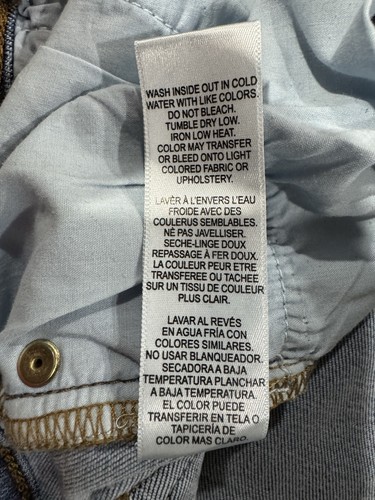 WASH INSIDE OUT IN COLD
WATER WITH LIKE COLORS.
DO NOT BLEACH.
TUMBLE DRY LOW.
IRON LOW HEAT.
COLOR MAY TRANSFER
OR BLEED ONTO LIGHT
COLORED FABRIC OR
UPHOLSTERY.
LAVÉR À L'ENVERS L'EAU
FROIDE AVEC DES
COULERUS SEMBLABLES.
NÉ PAS JAVELLISER.
SECHE-LINGE DOUX
REPASSAGE À FER DOUX.
LA COULEUR PEUR ETRE
TRANSFEREE OU TACHEE
SUR UN TISSU DE COULEUR
PLUS CLAIR.
LAVAR AL REVÉS
EN AGUA FRÍA CON
COLORES SIMILARES.
NO USAR BLANQUEADOR.
SECADORA A BAJA
TEMPERATURA PLANCHAR
A BAJA TEMPERATURA.
EL COLOR PUEDE
TRANSFERIR EN TELA O
TAPICERÍA DE
COLOR MAS CLARO.